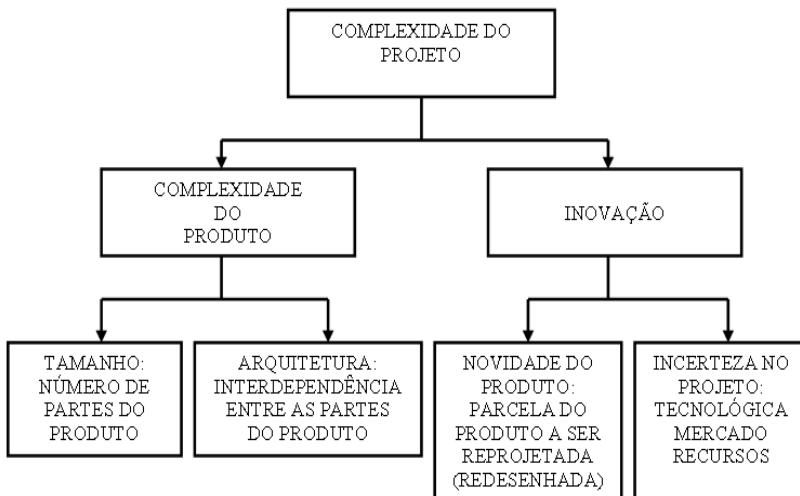 COMPLEXIDADE DO
PROJETO
COMPLEXIDADE
DO
PRODUTO
INOVAÇÃO
TAMANHO:
NÚMERO DE
PARTES DO
PRODUTO
ARQUITETURA:
INTERDEPENDÊNCIA
ENTRE AS PARTES
DO PRODUTO
NOVIDADE DO
PRODUTO:
PARCELA DO
PRODUTO A SER
REPROJETADA
(REDESENHADA)
INCERTEZA NO
PROJETO:
TECNOLÓGICA
MERCADO
RECURSOS